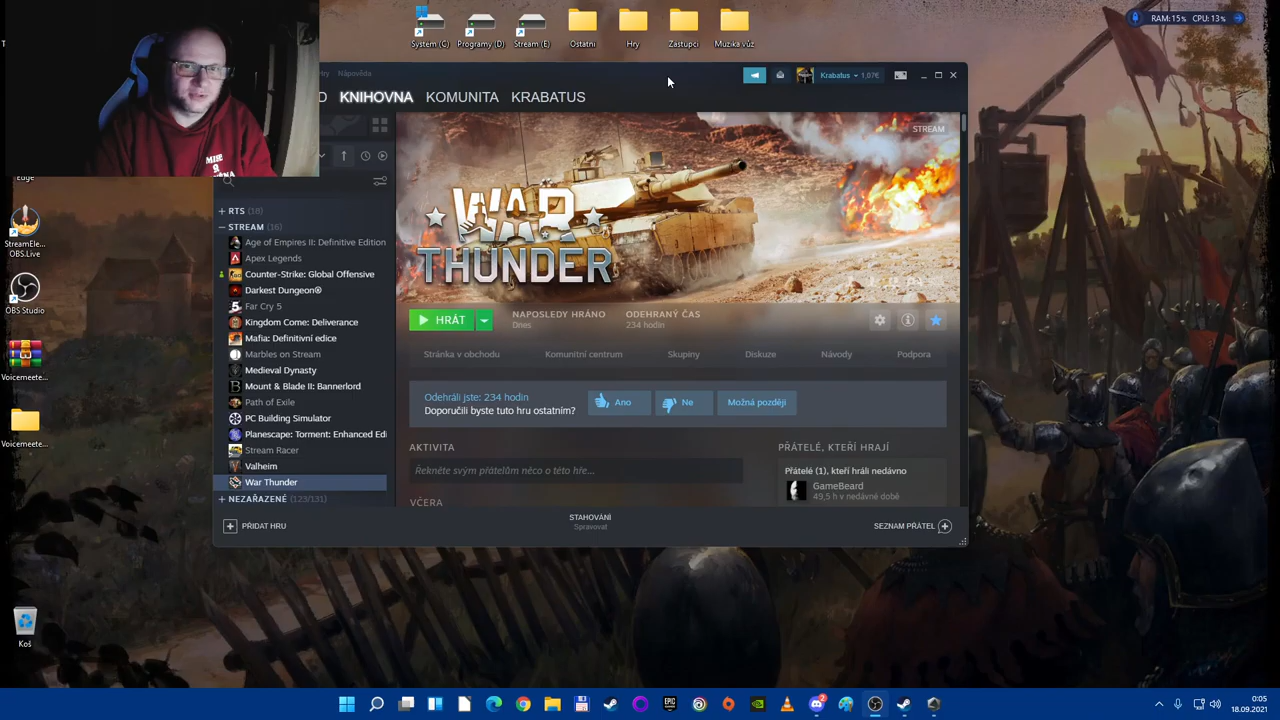 System (C)
Programy (D)
Stream (E)
Ostatní
Hry
Zástupci
Muzika vůz
RAM: 15%
CPU: 13%
Hry
Nápověda
Krabatus
1,07€
KNIHOVNA
KOMUNITA
KRABATUS
STREAM
WAR
THUNDER
Edge
StreamEle...
OBS.Live
OBS Studio
Voicemeete...
Voicemeete...
Koš
RTS (18)
STREAM (16)
Age of Empires II: Definitive Edition
Apex Legends
Counter-Strike: Global Offensive
Darkest Dungeon®
Far Cry 5
Kingdom Come: Deliverance
Mafia: Definitivní edice
Marbles on Stream
Medieval Dynasty
Mount & Blade II: Bannerlord
Path of Exile
PC Building Simulator
Planescape: Torment: Enhanced Edi
Stream Racer
Valheim
War Thunder
NEZAŘAZENÉ (123/131)
HRÁT
NAPOSLEDY HRÁNO
Dnes
ODEHRANÝ ČAS
234 hodin
Stránka v obchodu
Komunitní centrum
Skupiny
Diskuze
Návody
Podpora
Odehráli jste: 234 hodin
Doporučili byste tuto hru ostatním?
Ano
Ne
Možná později
AKTIVITA
Řekněte svým přátelům něco o této hře...
VČERA
PŘÁTELÉ, KTEŘÍ HRAJÍ
Přátelé (1), kteří hráli nedávno
GameBeard
49,5 h v nedávné době
PŘIDAT HRU
STAHOVÁNÍ
Spravovat
SEZNAM PŘÁTEL
EPIC
2
0:05
18.09.2021